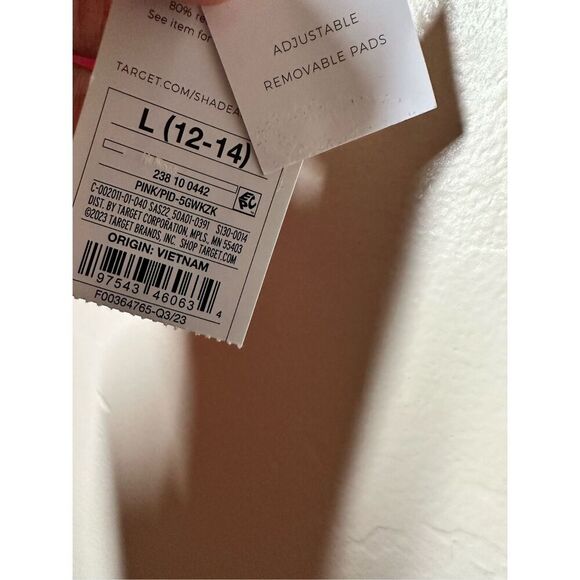 80% re
See item for
TARGET.COM/SHADEA
ADJUSTABLE
REMOVABLE PADS
L (12-14)
238 10 0442
PINK/PID-5GWKZK
C-002011-01-040 SAS22, 50A01-0391 S130-0014
DIST. BY TARGET CORPORATION, MPLS, MN 55403
©2023 TARGET BRANDS, INC. SHOP TARGET.COM
ORIGIN: VIETNAM
97543 46063 4
F00364765-Q3/23